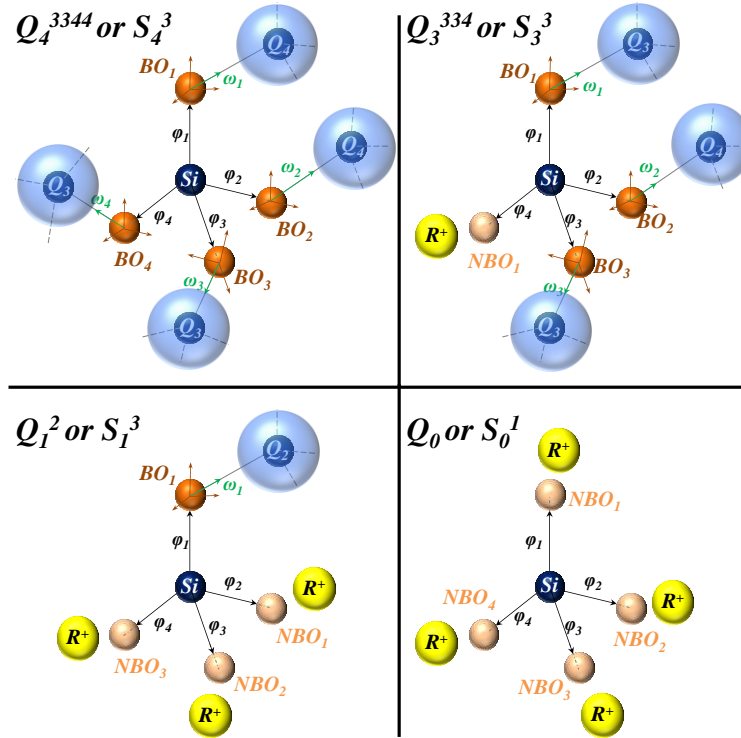 Q₄³³⁴⁴ or S₄³
Q₄
BO₁
ω₁
φ₁
Q₄
ω₂
Si
φ₂
Q₃
ω₄
φ₄
φ₃
BO₂
BO₄
BO₃
ω₃
Q₃
Q₃³³⁴ or S₃³
Q₃
BO₁
ω₁
φ₁
Q₄
ω₂
Si
φ₂
φ₄
φ₃
BO₂
R⁺
NBO₁
BO₃
ω₃
Q₃
Q₁² or S₁³
Q₂
BO₁
ω₁
φ₁
Si
φ₂
R⁺
φ₄
φ₃
R⁺
NBO₁
NBO₃
NBO₂
R⁺
Q₀ or S₀¹
R⁺
NBO₁
φ₁
Si
φ₂
NBO₄
R⁺
φ₄
φ₃
NBO₂
R⁺
NBO₃
R⁺